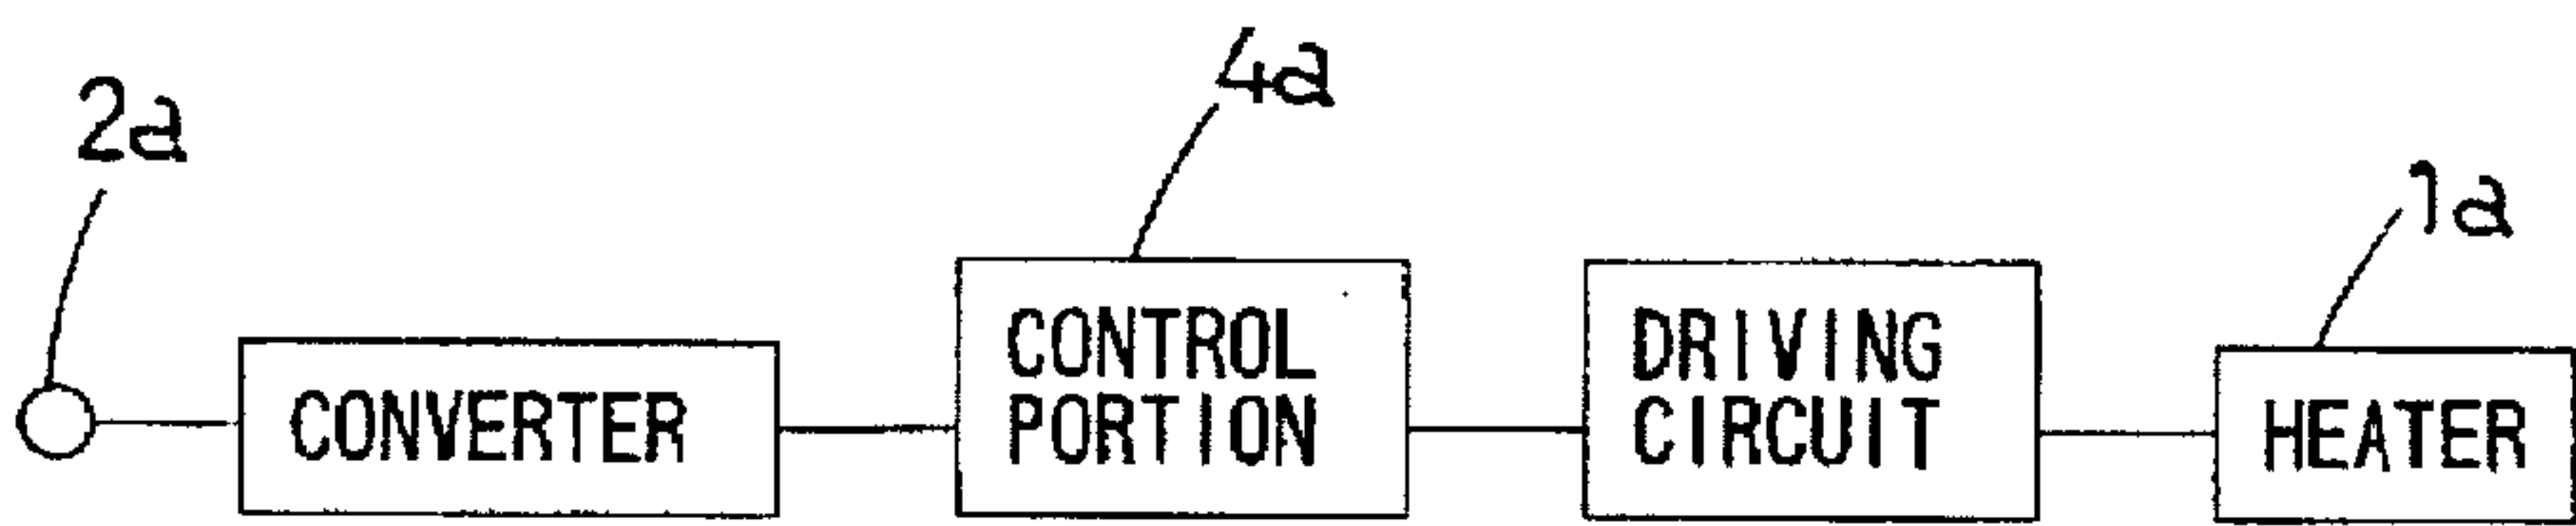 4a
2a
1a
CONVERTER
CONTROL
PORTION
DRIVING
CIRCUIT
HEATER